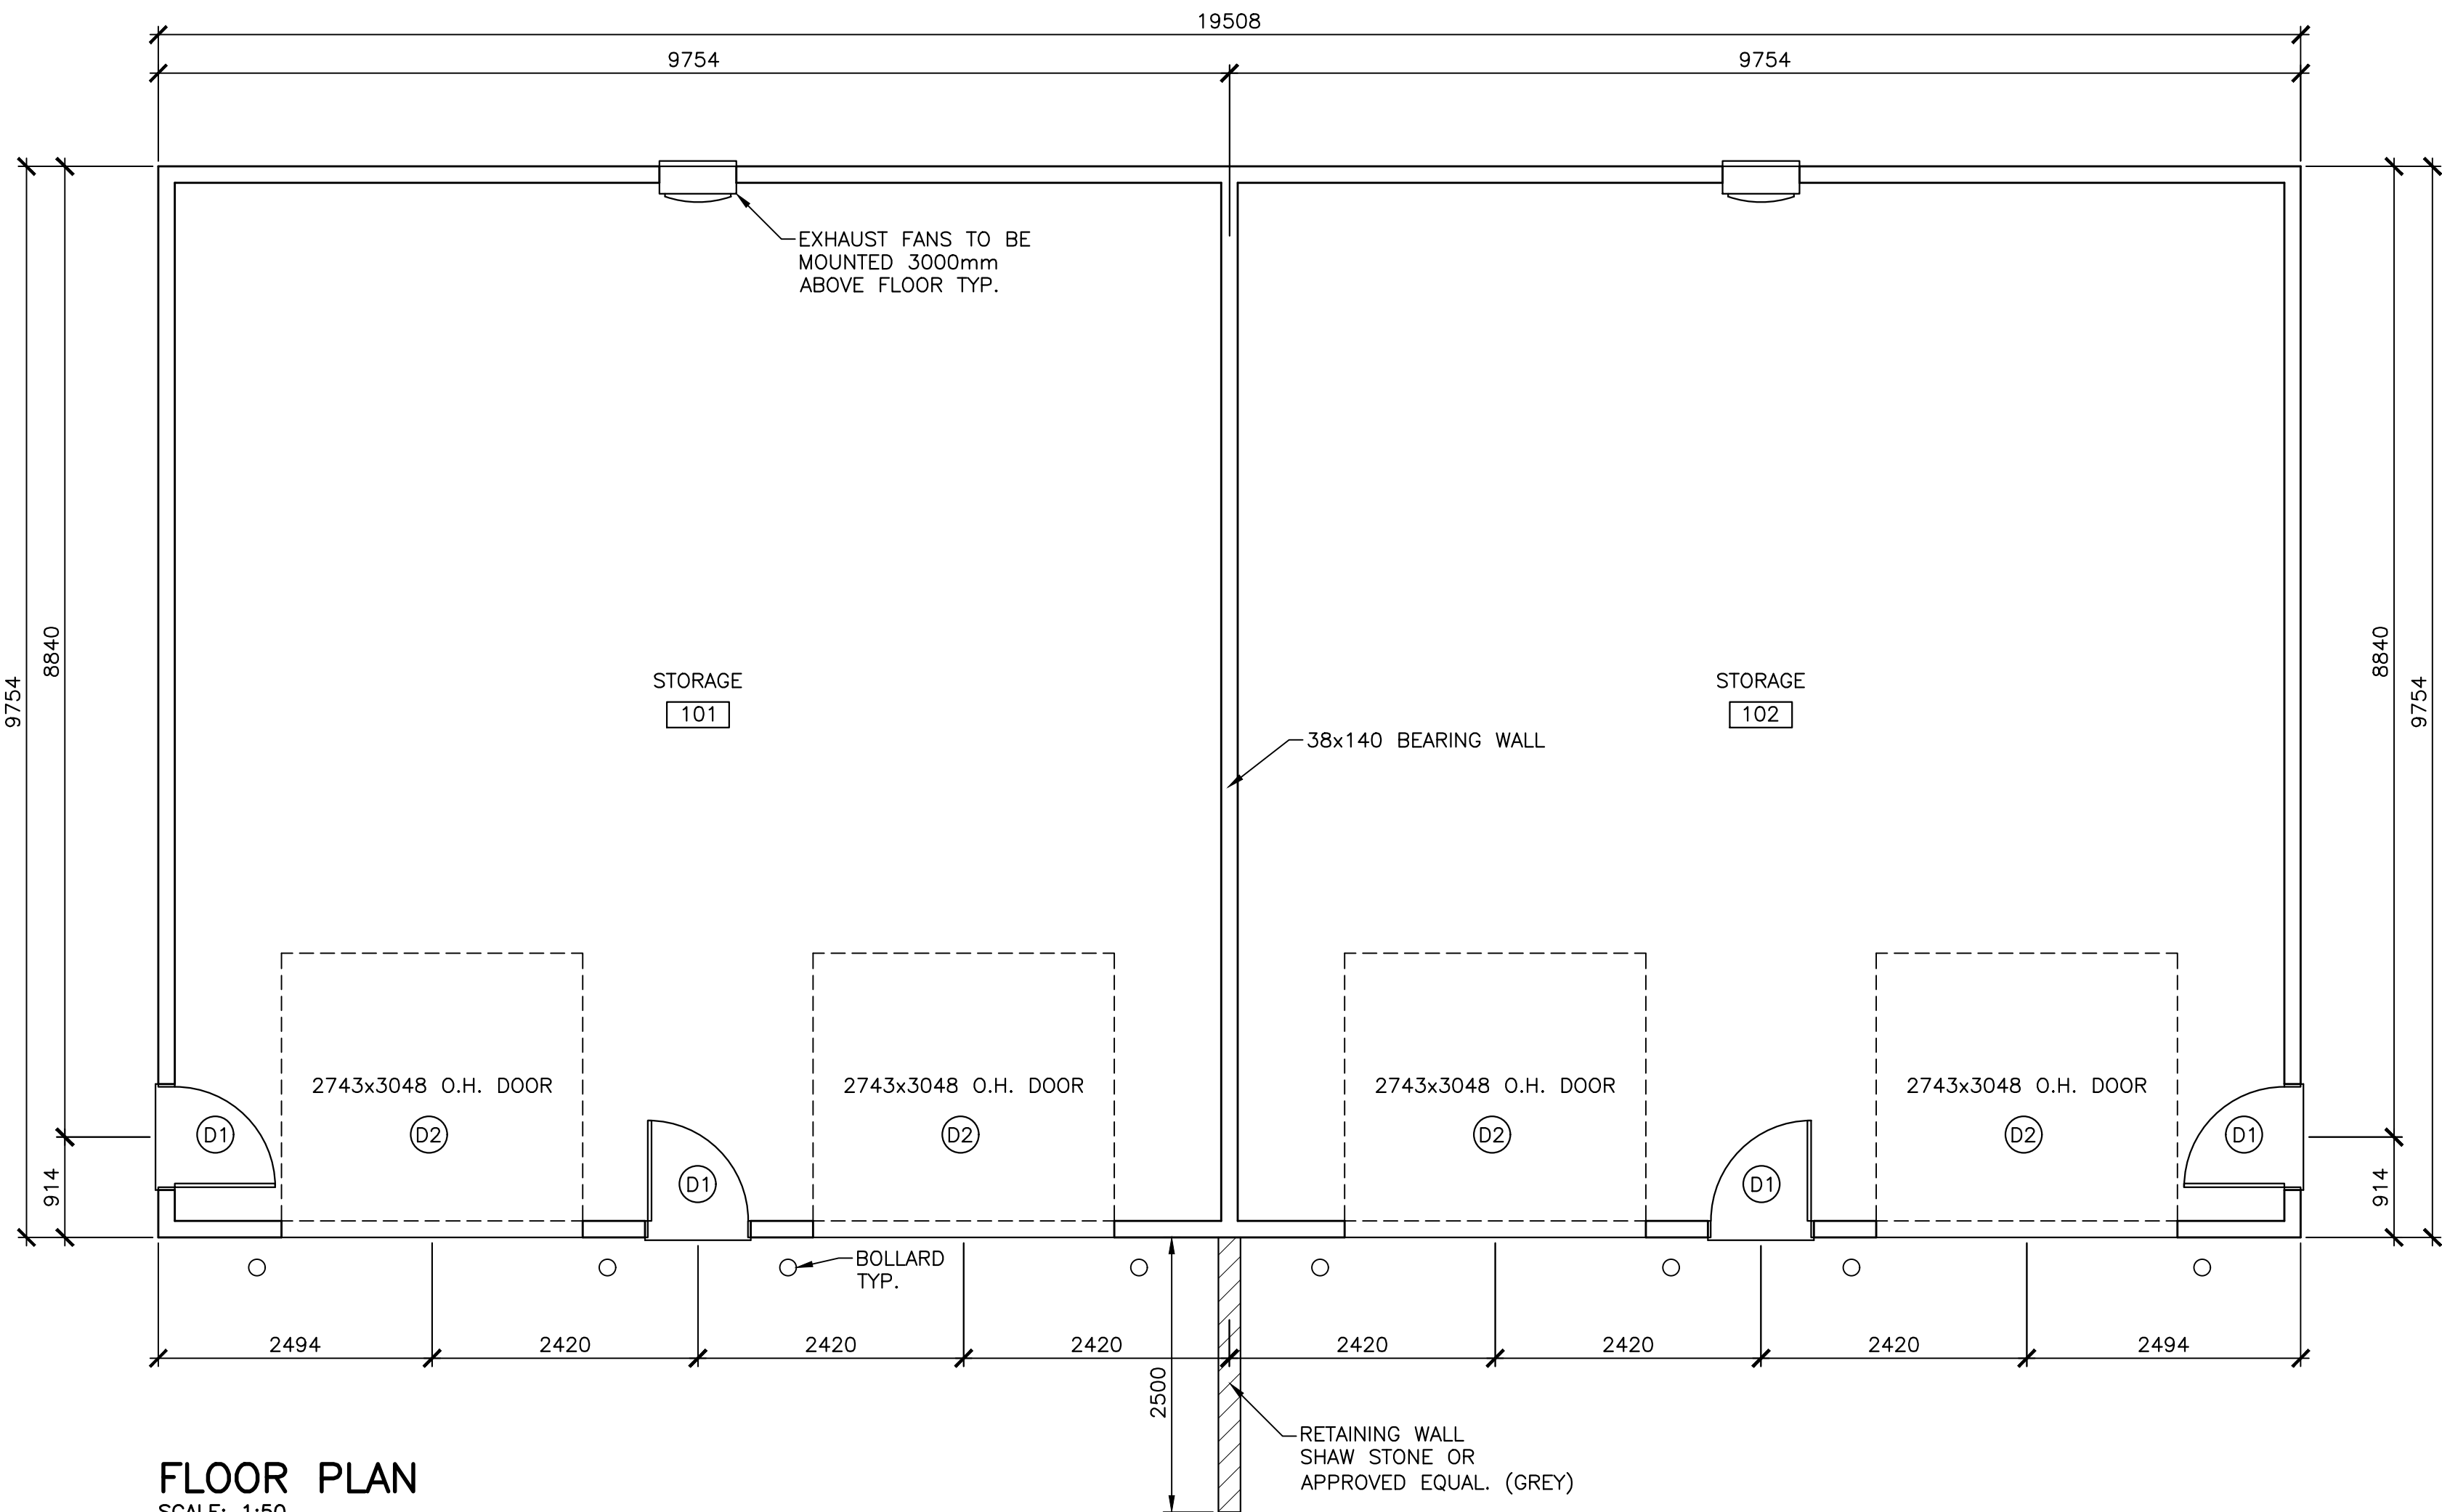 19508
9754 9754
EXHAUST FANS TO BE
MOUNTED 3000mm
ABOVE FLOOR TYP.
9754
8840
8840
9754
STORAGE
101
STORAGE
102
38x140 BEARING WALL
2743x3048 O.H. DOOR
2743x3048 O.H. DOOR
2743x3048 O.H. DOOR
2743x3048 O.H. DOOR
D1
D2
D2
D2
D2
D1
D1
D1
914
914
BOLLARD
TYP.
2494 2420 2420 2420 2420 2420 2420 2494
2500
RETAINING WALL
SHAW STONE OR
APPROVED EQUAL. (GREY)
FLOOR PLAN
SCALE: 1:50